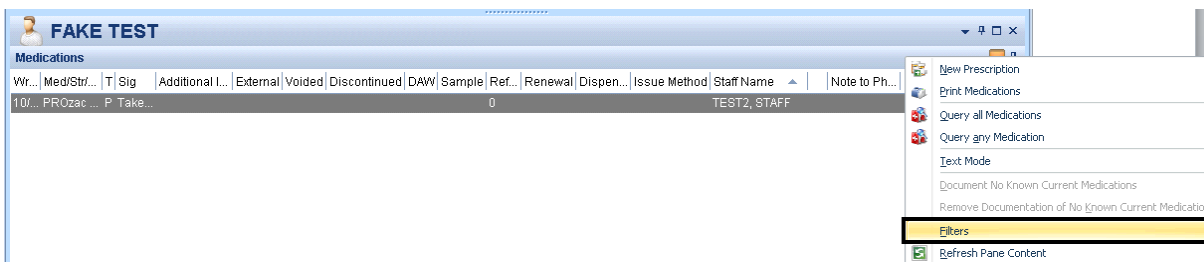 FAKE TEST
Medications
Wr... Med/Str/... T Sig Additional I... External Voided Discontinued DAW Sample Ref... Renewal Dispen... Issue Method Staff Name Note to Ph...
10/... PROzac ... P Take... 0 TEST2, STAFF
New Prescription
Print Medications
Query all Medications
Query any Medication
Text Mode
Document No Known Current Medications
Remove Documentation of No Known Current Medicatio
Filters
Refresh Pane Content